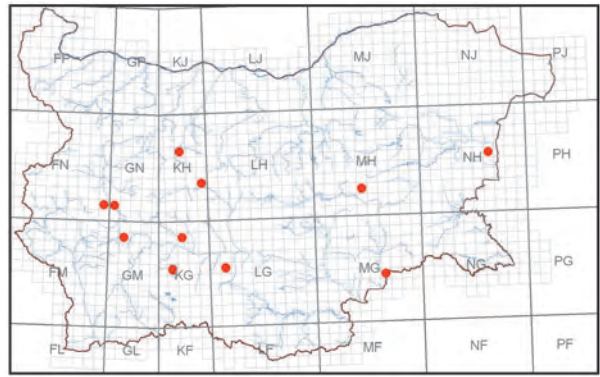 FP GP KJ LJ MJ NJ PJ
FN GN KH LH MH NH PH
FM GM KG LG MG NG PG
FL GL KF LF MF NF PF